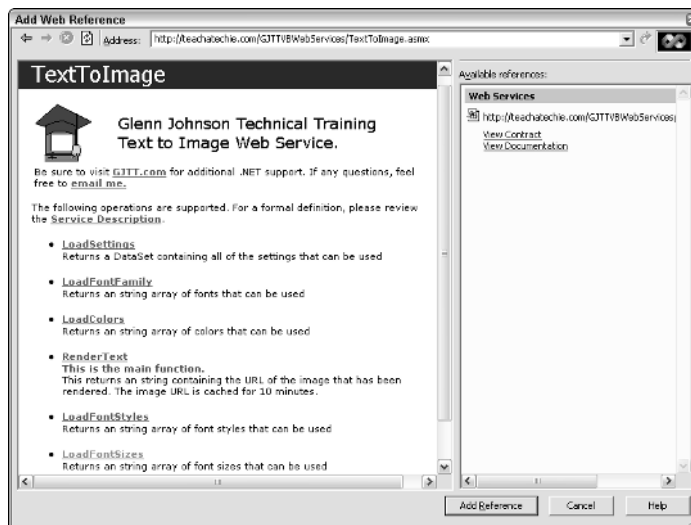 Add Web Reference
Address: http://teachatechie.com/GJTTVBWebServices/TextToImage.asmx
TextToImage
Glenn Johnson Technical Training
Text to Image Web Service.
Be sure to visit GJTT.com for additional .NET support. If any questions, feel
free to email me.
The following operations are supported. For a formal definition, please review
the Service Description.
• LoadSettings
Returns a DataSet containing all of the settings that can be used
• LoadFontFamily
Returns an string array of fonts that can be used
• LoadColors
Returns an string array of colors that can be used
• RenderText
This is the main function.
This returns an string containing the URL of the image that has been
rendered. The image URL is cached for 10 minutes.
• LoadFontStyles
Returns an string array of font styles that can be used
• LoadFontSizes
Returns an string array of font sizes that can be used
Available references:
Web Services
http://teachatechie.com/GJTTVBWebServices/
View Contract
View Documentation
Add Reference
Cancel
Help